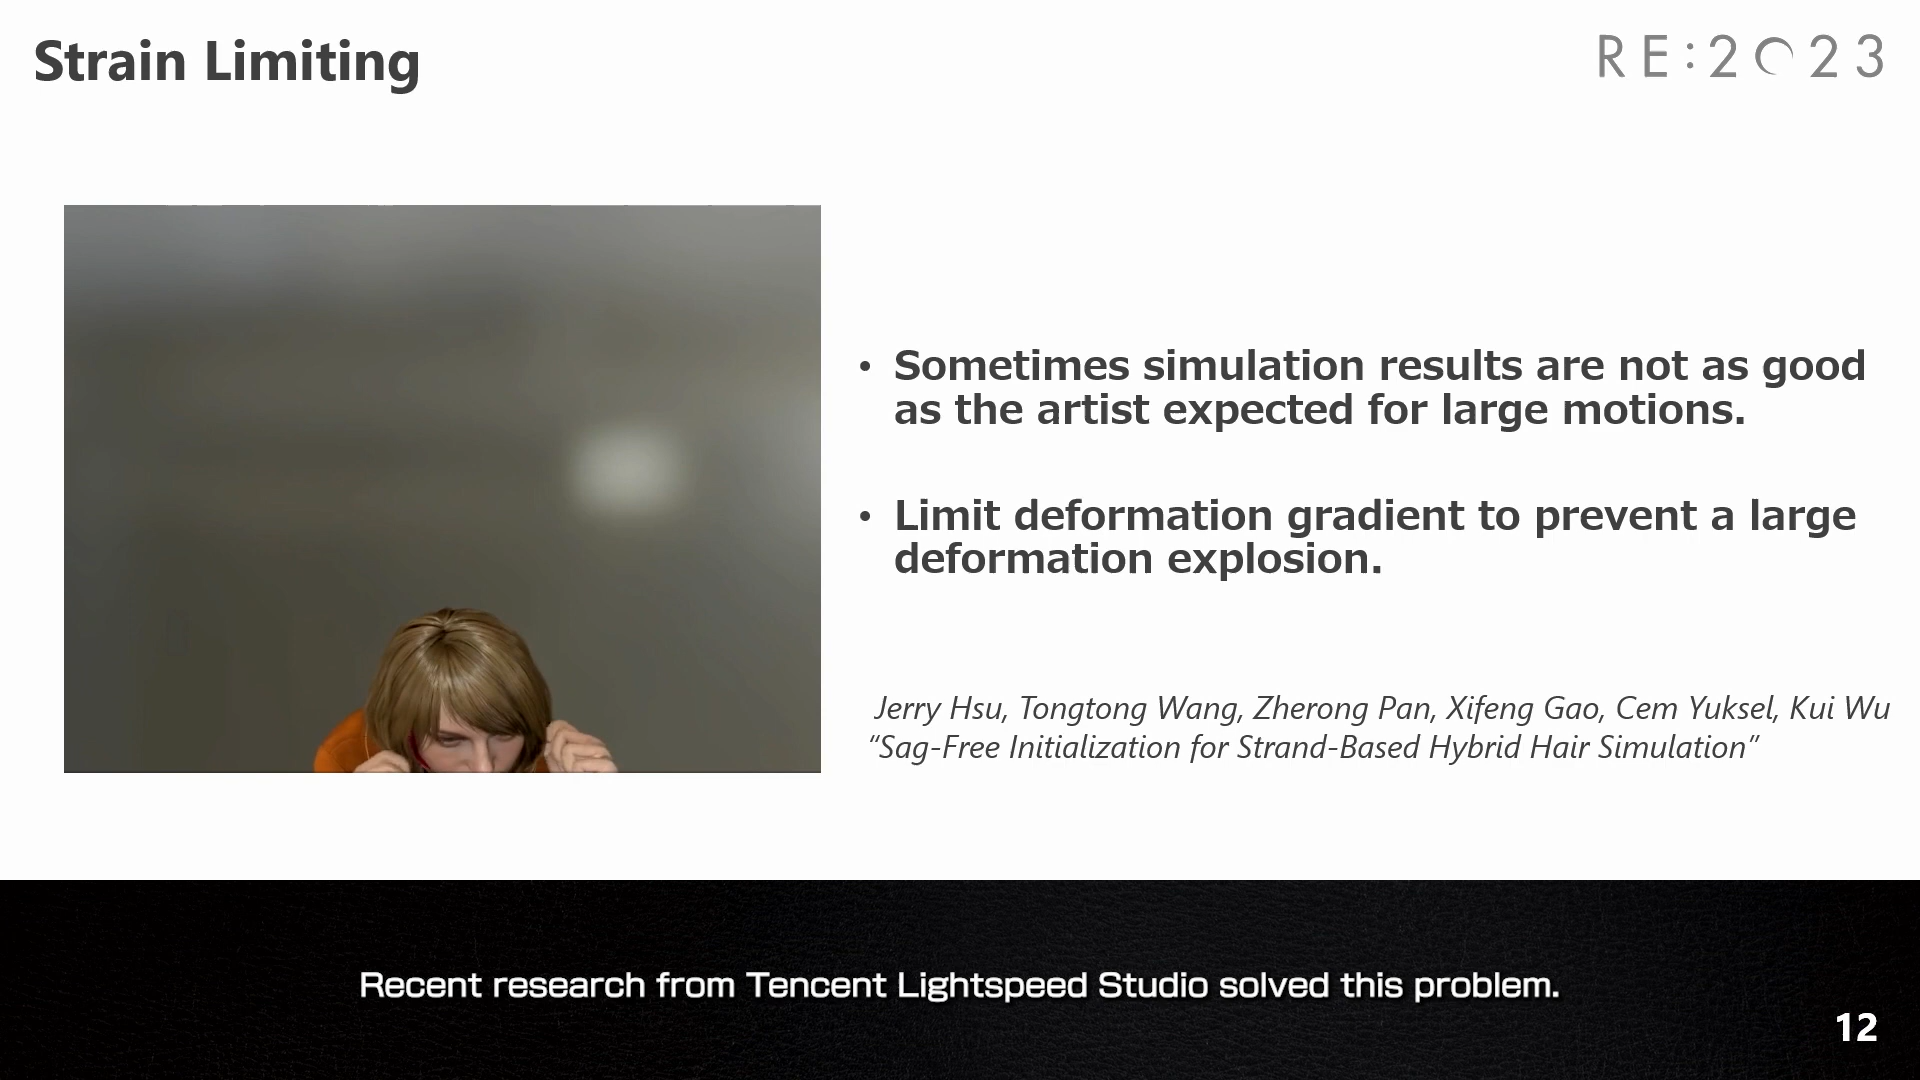 Strain Limiting
RE:2023
• Sometimes simulation results are not as good
as the artist expected for large motions.
• Limit deformation gradient to prevent a large
deformation explosion.
Jerry Hsu, Tongtong Wang, Zherong Pan, Xifeng Gao, Cem Yuksel, Kui Wu
“Sag-Free Initialization for Strand-Based Hybrid Hair Simulation”
Recent research from Tencent Lightspeed Studio solved this problem.
12